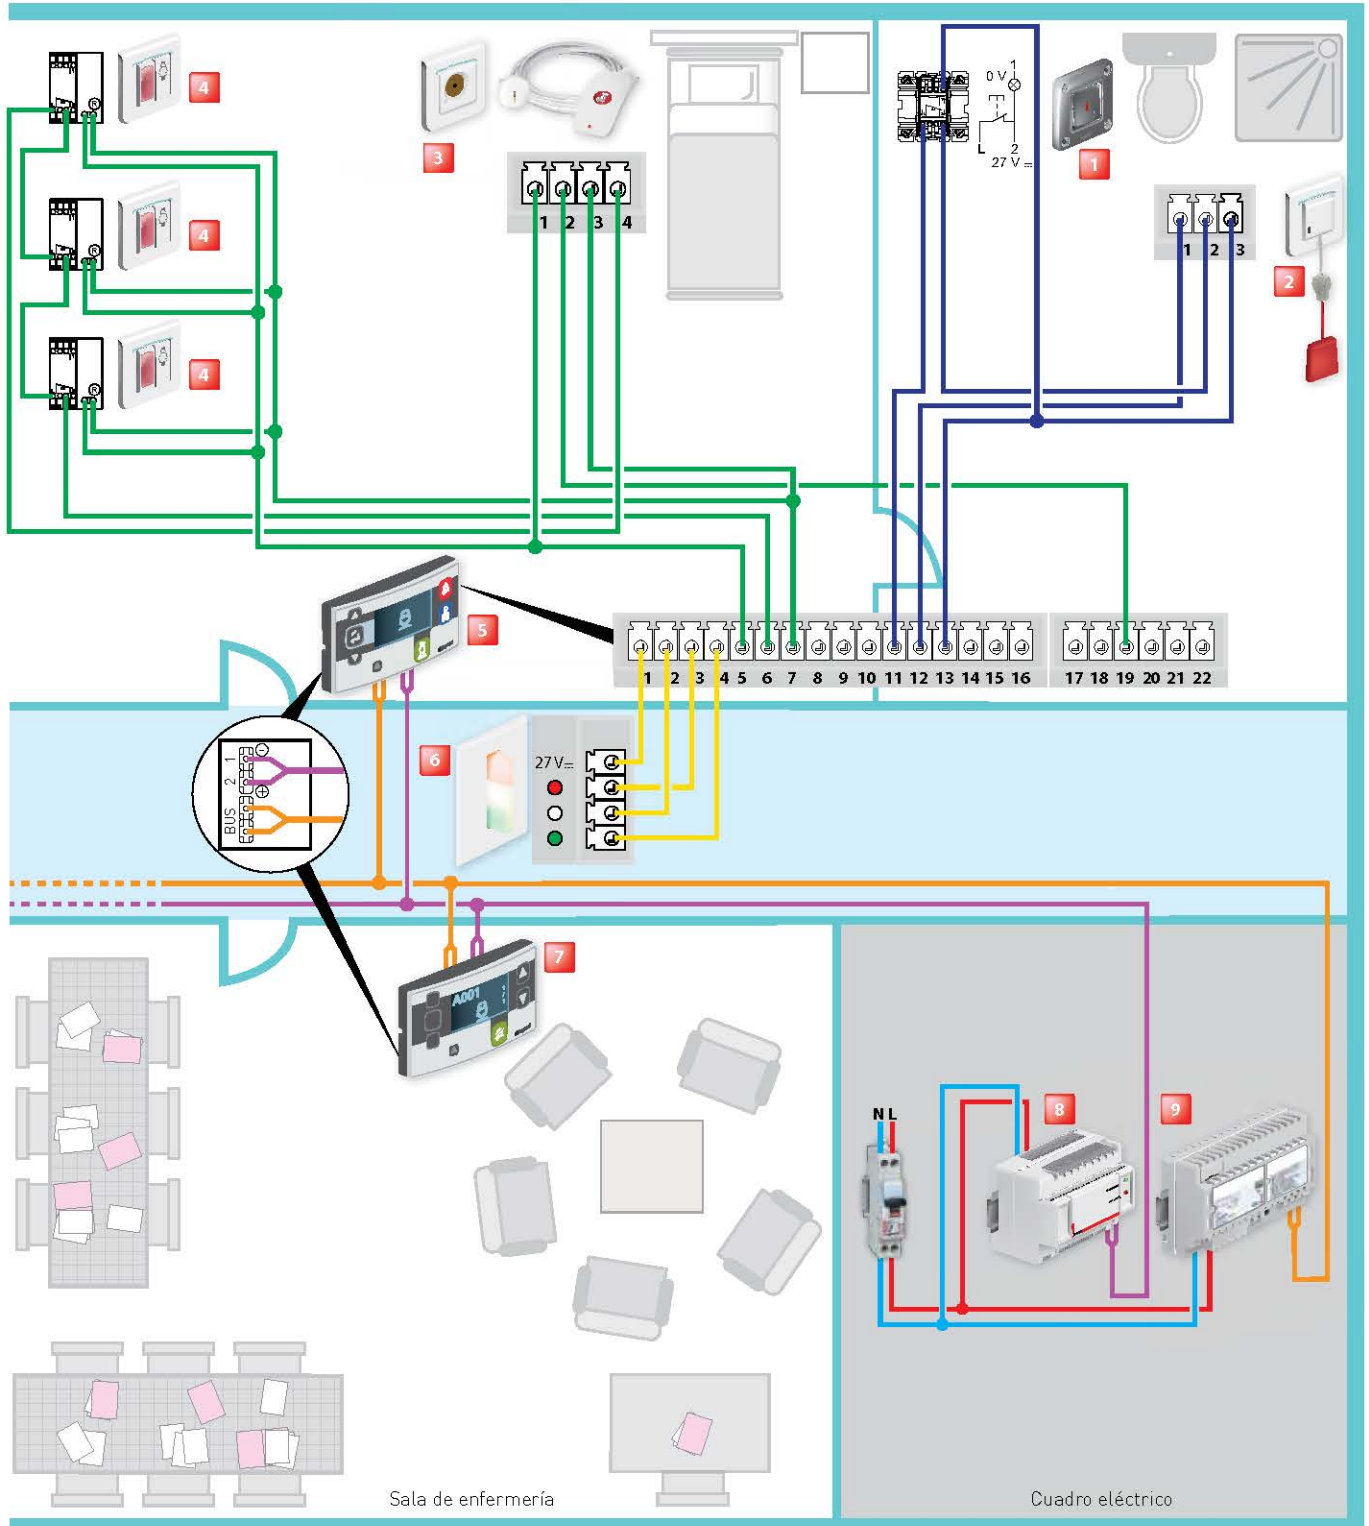 4
3
1 2 3 4
0 V 1
L 2
27 V
1
4
1 2 3
2
4
5
1 2 3 4 5 6 7 8 9 10 11 12 13 14 15 16
17 18 19 20 21 22
6
27 V
2 1
BUS
7
A001
N L
8
9
Sala de enfermería
Cuadro eléctrico